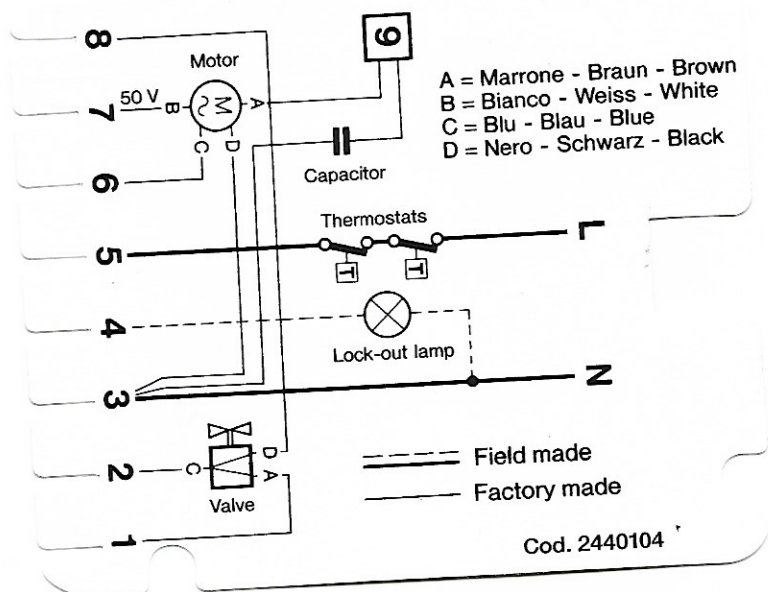 8
9
Motor
A = Marrone - Braun - Brown
B = Bianco - Weiss - White
C = Blu - Blau - Blue
D = Nero - Schwarz - Black
7 50 V B M A
C D
6
Capacitor
Thermostats
5 L
T T
4
Lock-out lamp
3 N
D
2 C A
Valve
Field made
Factory made
1
Cod. 2440104